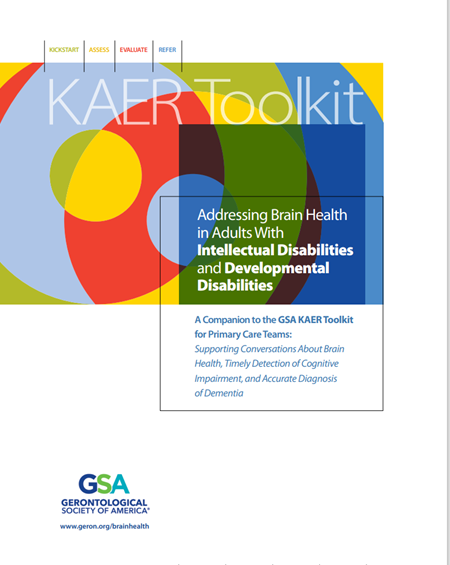 KICKSTART ASSESS EVALUATE REFER
KAER Toolkit
Addressing Brain Health
in Adults With
Intellectual Disabilities
and Developmental
Disabilities
A Companion to the GSA KAER Toolkit
for Primary Care Teams:
Supporting Conversations About Brain
Health, Timely Detection of Cognitive
Impairment, and Accurate Diagnosis
of Dementia
GSA
GERONTOLOGICAL
SOCIETY OF AMERICA®
www.geron.org/brainhealth